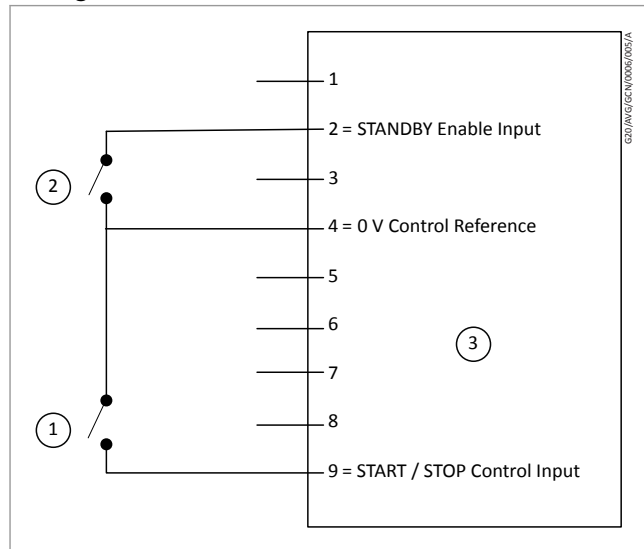 1
2 = STANDBY Enable Input
2
3
4 = 0 V Control Reference
5
6
3
7
8
1
9 = START / STOP Control Input
G20/AVG/GCN/0006/005/A